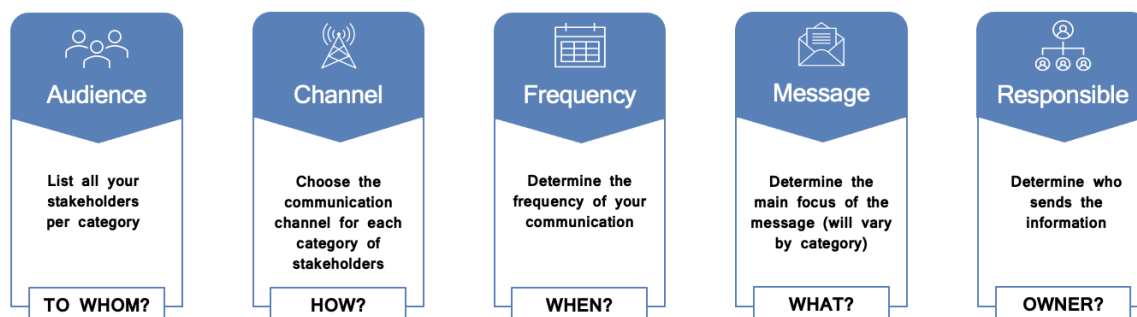 Audience
List all your
stakeholders
per category
TO WHOM?
Channel
Choose the
communication
channel for each
category of
stakeholders
HOW?
Frequency
Determine the
frequency of your
communication
WHEN?
Message
Determine the
main focus of the
message (will vary
by category)
WHAT?
Responsible
Determine who
sends the
information
OWNER?